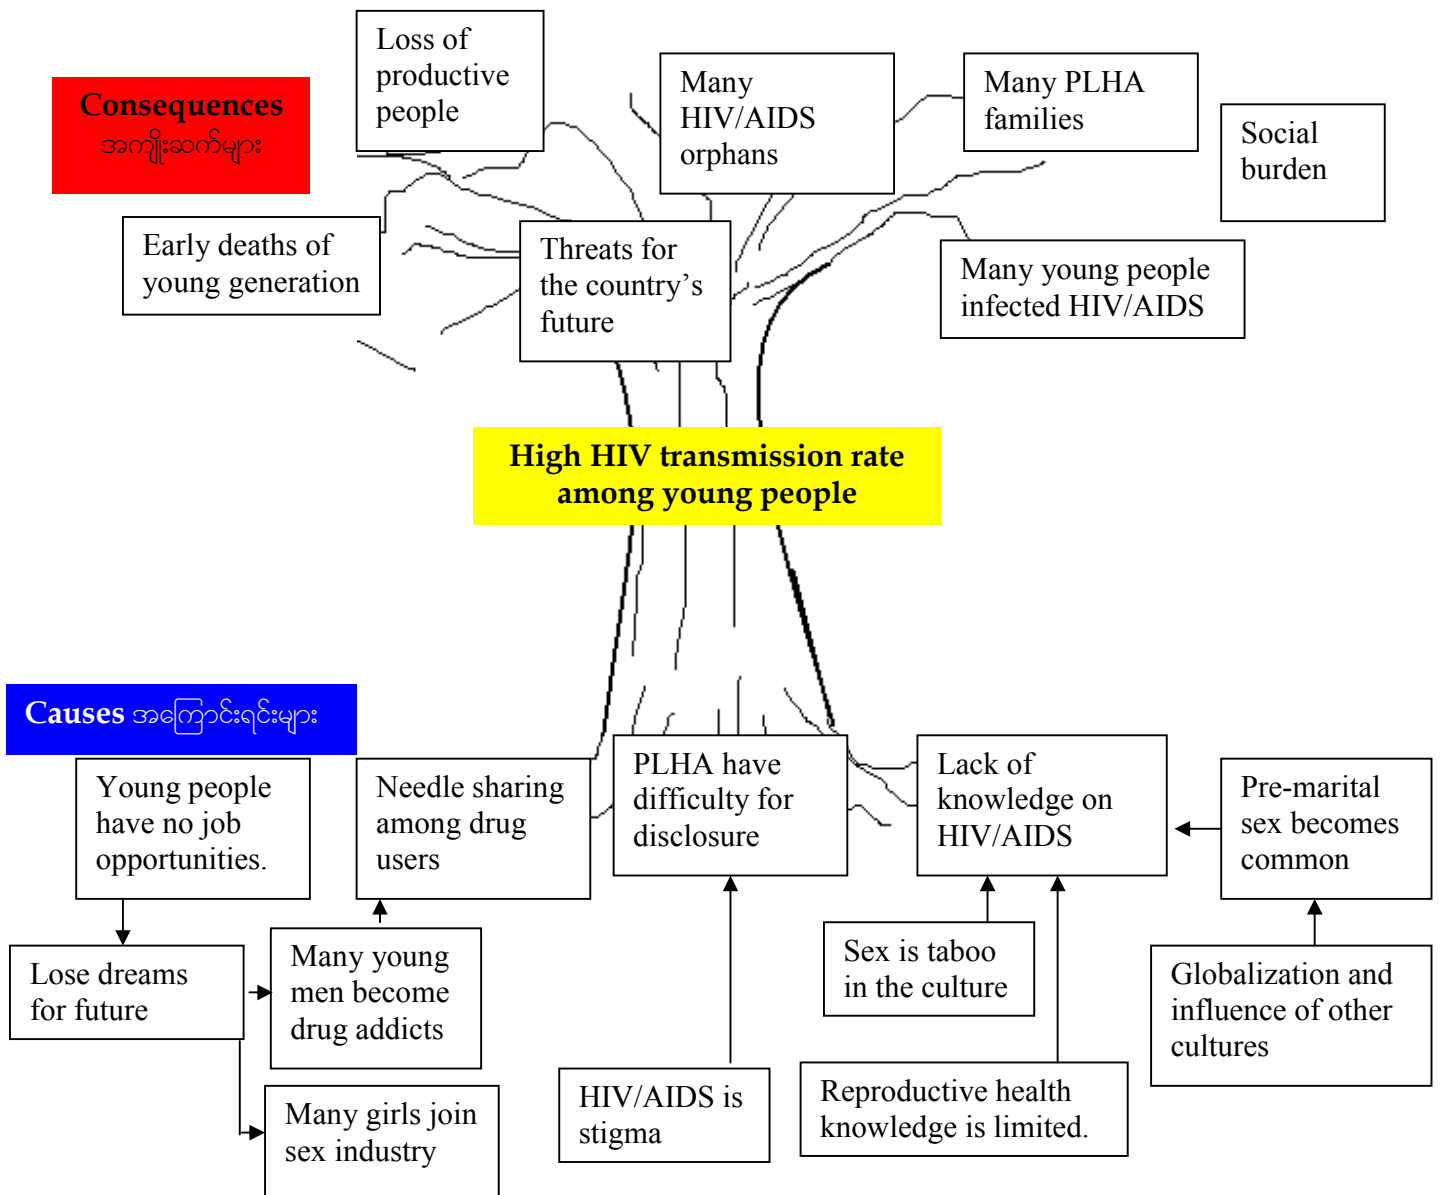 Loss of
productive
people
Many
HIV/AIDS
orphans
Many PLHA
families
Consequences
အကျိုးဆက်များ
Social
burden
Early deaths of
young generation
Threats for
the country’s
future
Many young people
infected HIV/AIDS
High HIV transmission rate
among young people
Causes အကြောင်းရင်းများ
Young people
have no job
opportunities.
Needle sharing
among drug
users
PLHA have
difficulty for
disclosure
Lack of
knowledge on
HIV/AIDS
Pre-marital
sex becomes
common
Lose dreams
for future
Many young
men become
drug addicts
Sex is taboo
in the culture
Globalization and
influence of other
cultures
Many girls join
sex industry
HIV/AIDS is
stigma
Reproductive health
knowledge is limited.